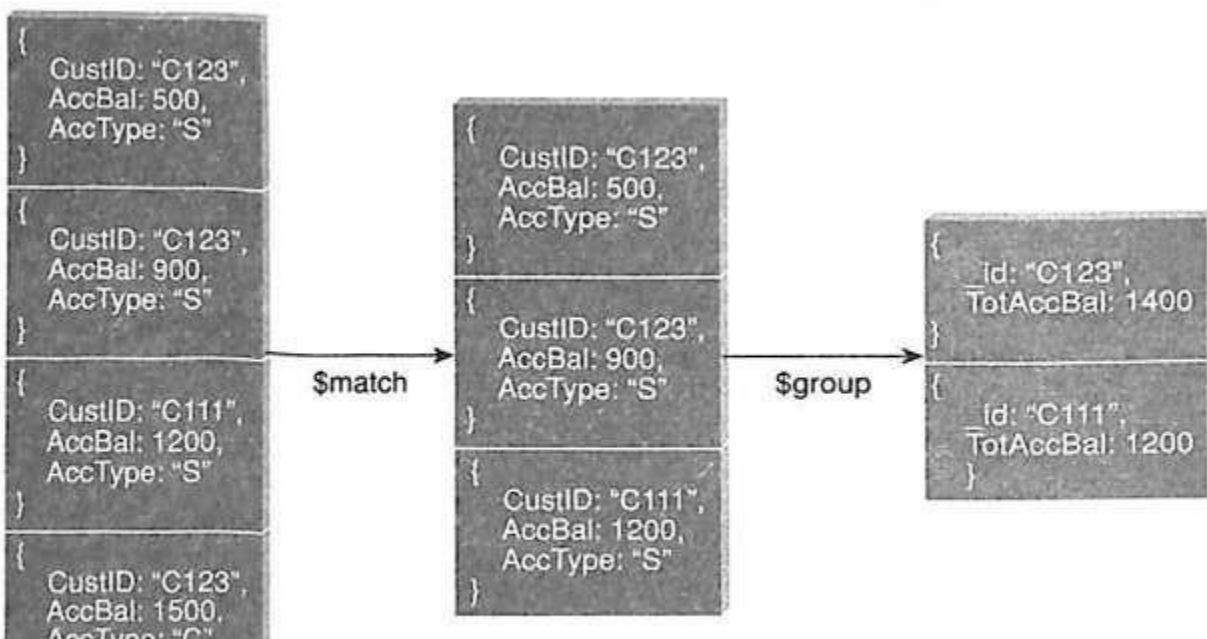 {
CustID: "C123",
AccBal: 500,
AccType: "S"
}
{
CustID: "C123",
AccBal: 900,
AccType: "S"
}
{
CustID: "C111",
AccBal: 1200,
AccType: "S"
}
{
CustID: "C123",
AccBal: 1500,
AccType: "C"
$match
{
CustID: "C123",
AccBal: 500,
AccType: "S"
}
{
CustID: "C123",
AccBal: 900,
AccType: "S"
}
{
CustID: "C111",
AccBal: 1200,
AccType: "S"
}
$group
{
_id: "C123",
TotAccBal: 1400
}
{
_id: "C111",
TotAccBal: 1200
}